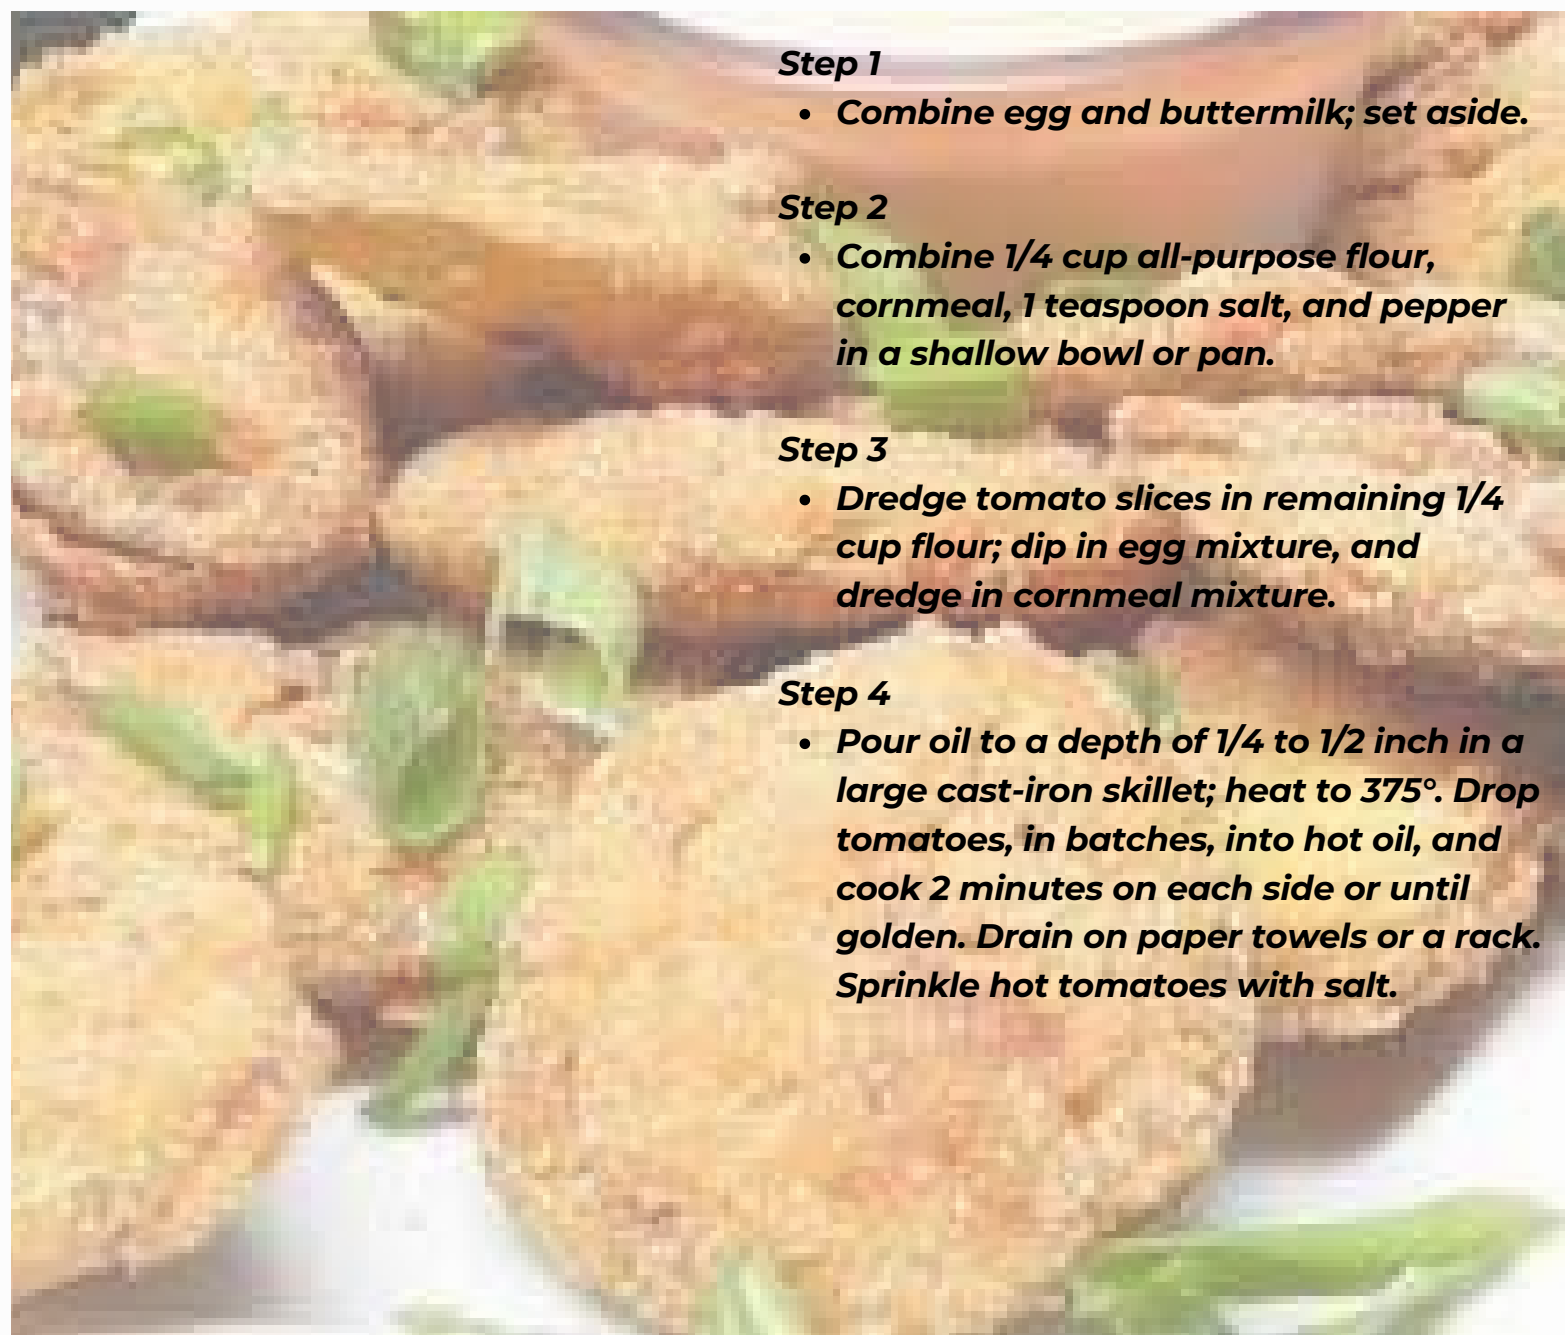 Step 1
• Combine egg and buttermilk; set aside.
Step 2
• Combine 1/4 cup all-purpose flour,
cornmeal, 1 teaspoon salt, and pepper
in a shallow bowl or pan.
Step 3
• Dredge tomato slices in remaining 1/4
cup flour; dip in egg mixture, and
dredge in cornmeal mixture.
Step 4
• Pour oil to a depth of 1/4 to 1/2 inch in a
large cast-iron skillet; heat to 375°. Drop
tomatoes, in batches, into hot oil, and
cook 2 minutes on each side or until
golden. Drain on paper towels or a rack.
Sprinkle hot tomatoes with salt.